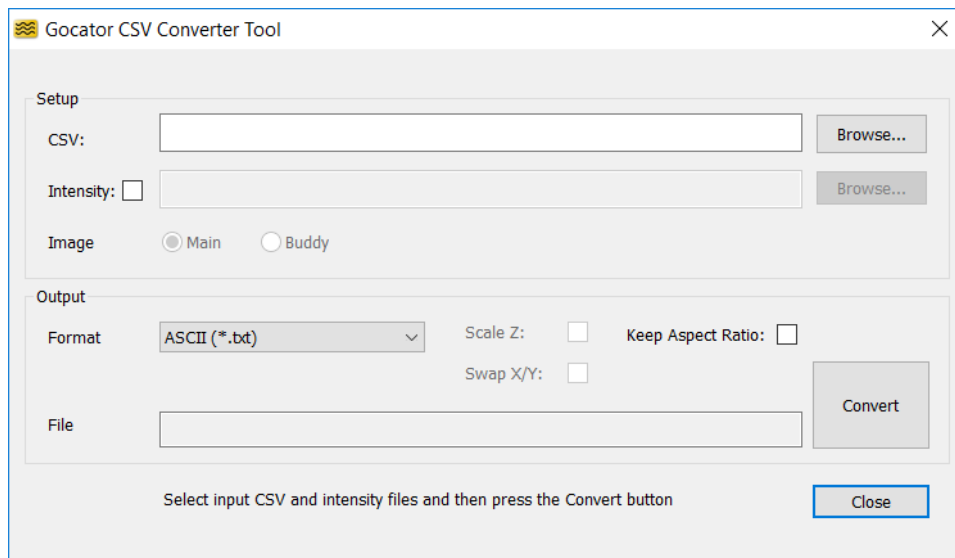 Gocator CSV Converter Tool
Setup
CSV:
Browse...
Intensity:
Browse...
Image
Main
Buddy
Output
Format
ASCII (*.txt)
Scale Z:
Keep Aspect Ratio:
Swap X/Y:
File
Convert
Select input CSV and intensity files and then press the Convert button
Close